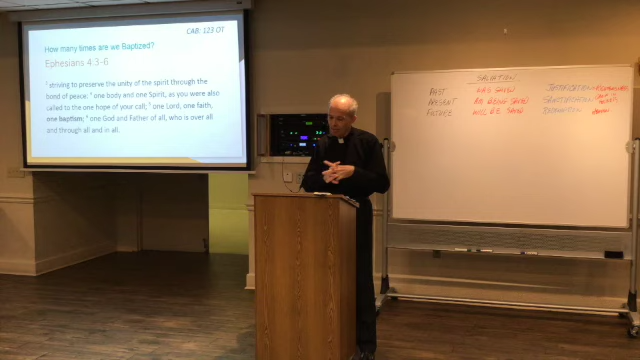 CAB: 123 OT
How many times are we Baptized?
Ephesians 4:3-6
3 striving to preserve the unity of the spirit through the
bond of peace; 4 one body and one Spirit, as you were also
called to the one hope of your call; 5 one Lord, one faith,
one baptism; 6 one God and Father of all, who is over all
and through all and in all.
SALVATION
PAST WAS SAVED JUSTIFICATION
PRESENT AM BEING SAVED SANCTIFICATION
FUTURE WILL BE SAVED